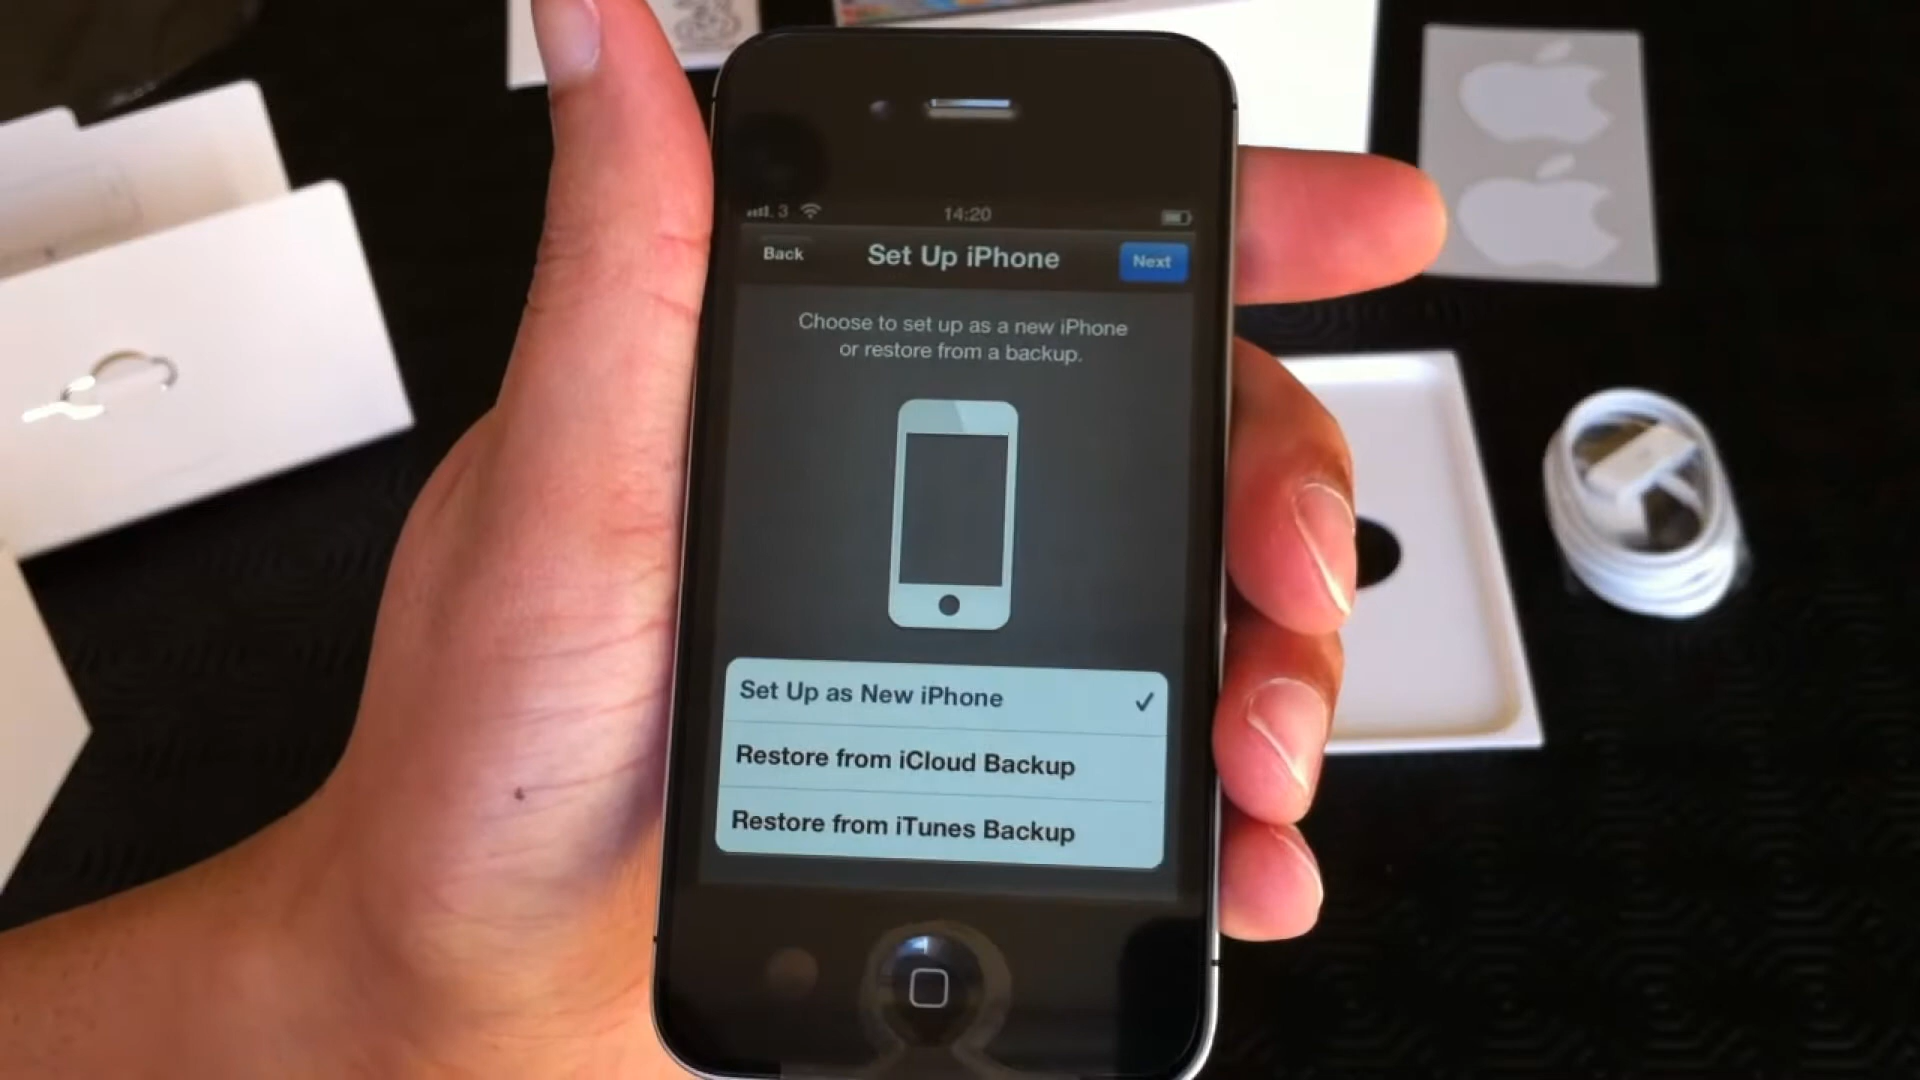 3 14:20
Back Set Up iPhone Next
Choose to set up as a new iPhone
or restore from a backup.
Set Up as New iPhone
Restore from iCloud Backup
Restore from iTunes Backup